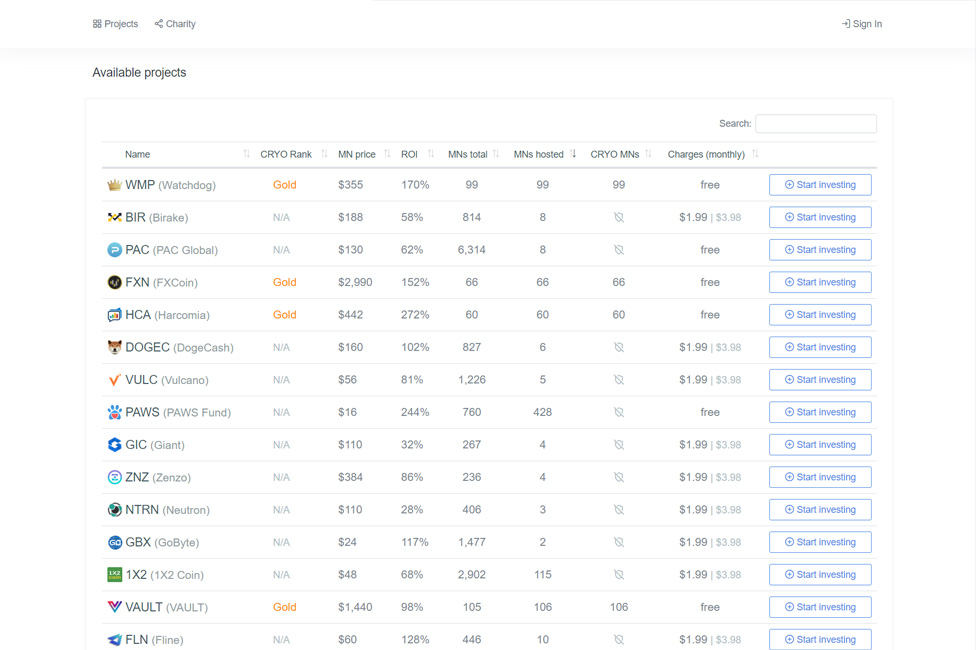 Projects Charity Sign In
Available projects
Search:
Name CRYO Rank MN price ROI MNs total MNs hosted CRYO MNs Charges (monthly)
WMP (Watchdog) Gold $355 170% 99 99 99 free Start investing
BIR (Birake) N/A $188 58% 814 8 $1.99 | $3.98 Start investing
PAC (PAC Global) N/A $130 62% 6,314 8 free Start investing
FXN (FXCoin) Gold $2,990 152% 66 66 66 free Start investing
HCA (Harcomia) Gold $442 272% 60 60 60 free Start investing
DOGEC (DogeCash) N/A $160 102% 827 6 $1.99 | $3.98 Start investing
VULC (Vulcano) N/A $56 81% 1,226 5 $1.99 | $3.98 Start investing
PAWS (PAWS Fund) N/A $16 244% 760 428 free Start investing
GIC (Giant) N/A $110 32% 267 4 $1.99 | $3.98 Start investing
ZNZ (Zenzo) N/A $384 86% 236 4 $1.99 | $3.98 Start investing
NTRN (Neutron) N/A $110 28% 406 3 $1.99 | $3.98 Start investing
GBX (GoByte) N/A $24 117% 1,477 2 $1.99 | $3.98 Start investing
1X2 (1X2 Coin) N/A $48 68% 2,902 115 $1.99 | $3.98 Start investing
VAULT (VAULT) Gold $1,440 98% 105 106 106 free Start investing
FLN (Fline) N/A $60 128% 446 10 $1.99 | $3.98 Start investing